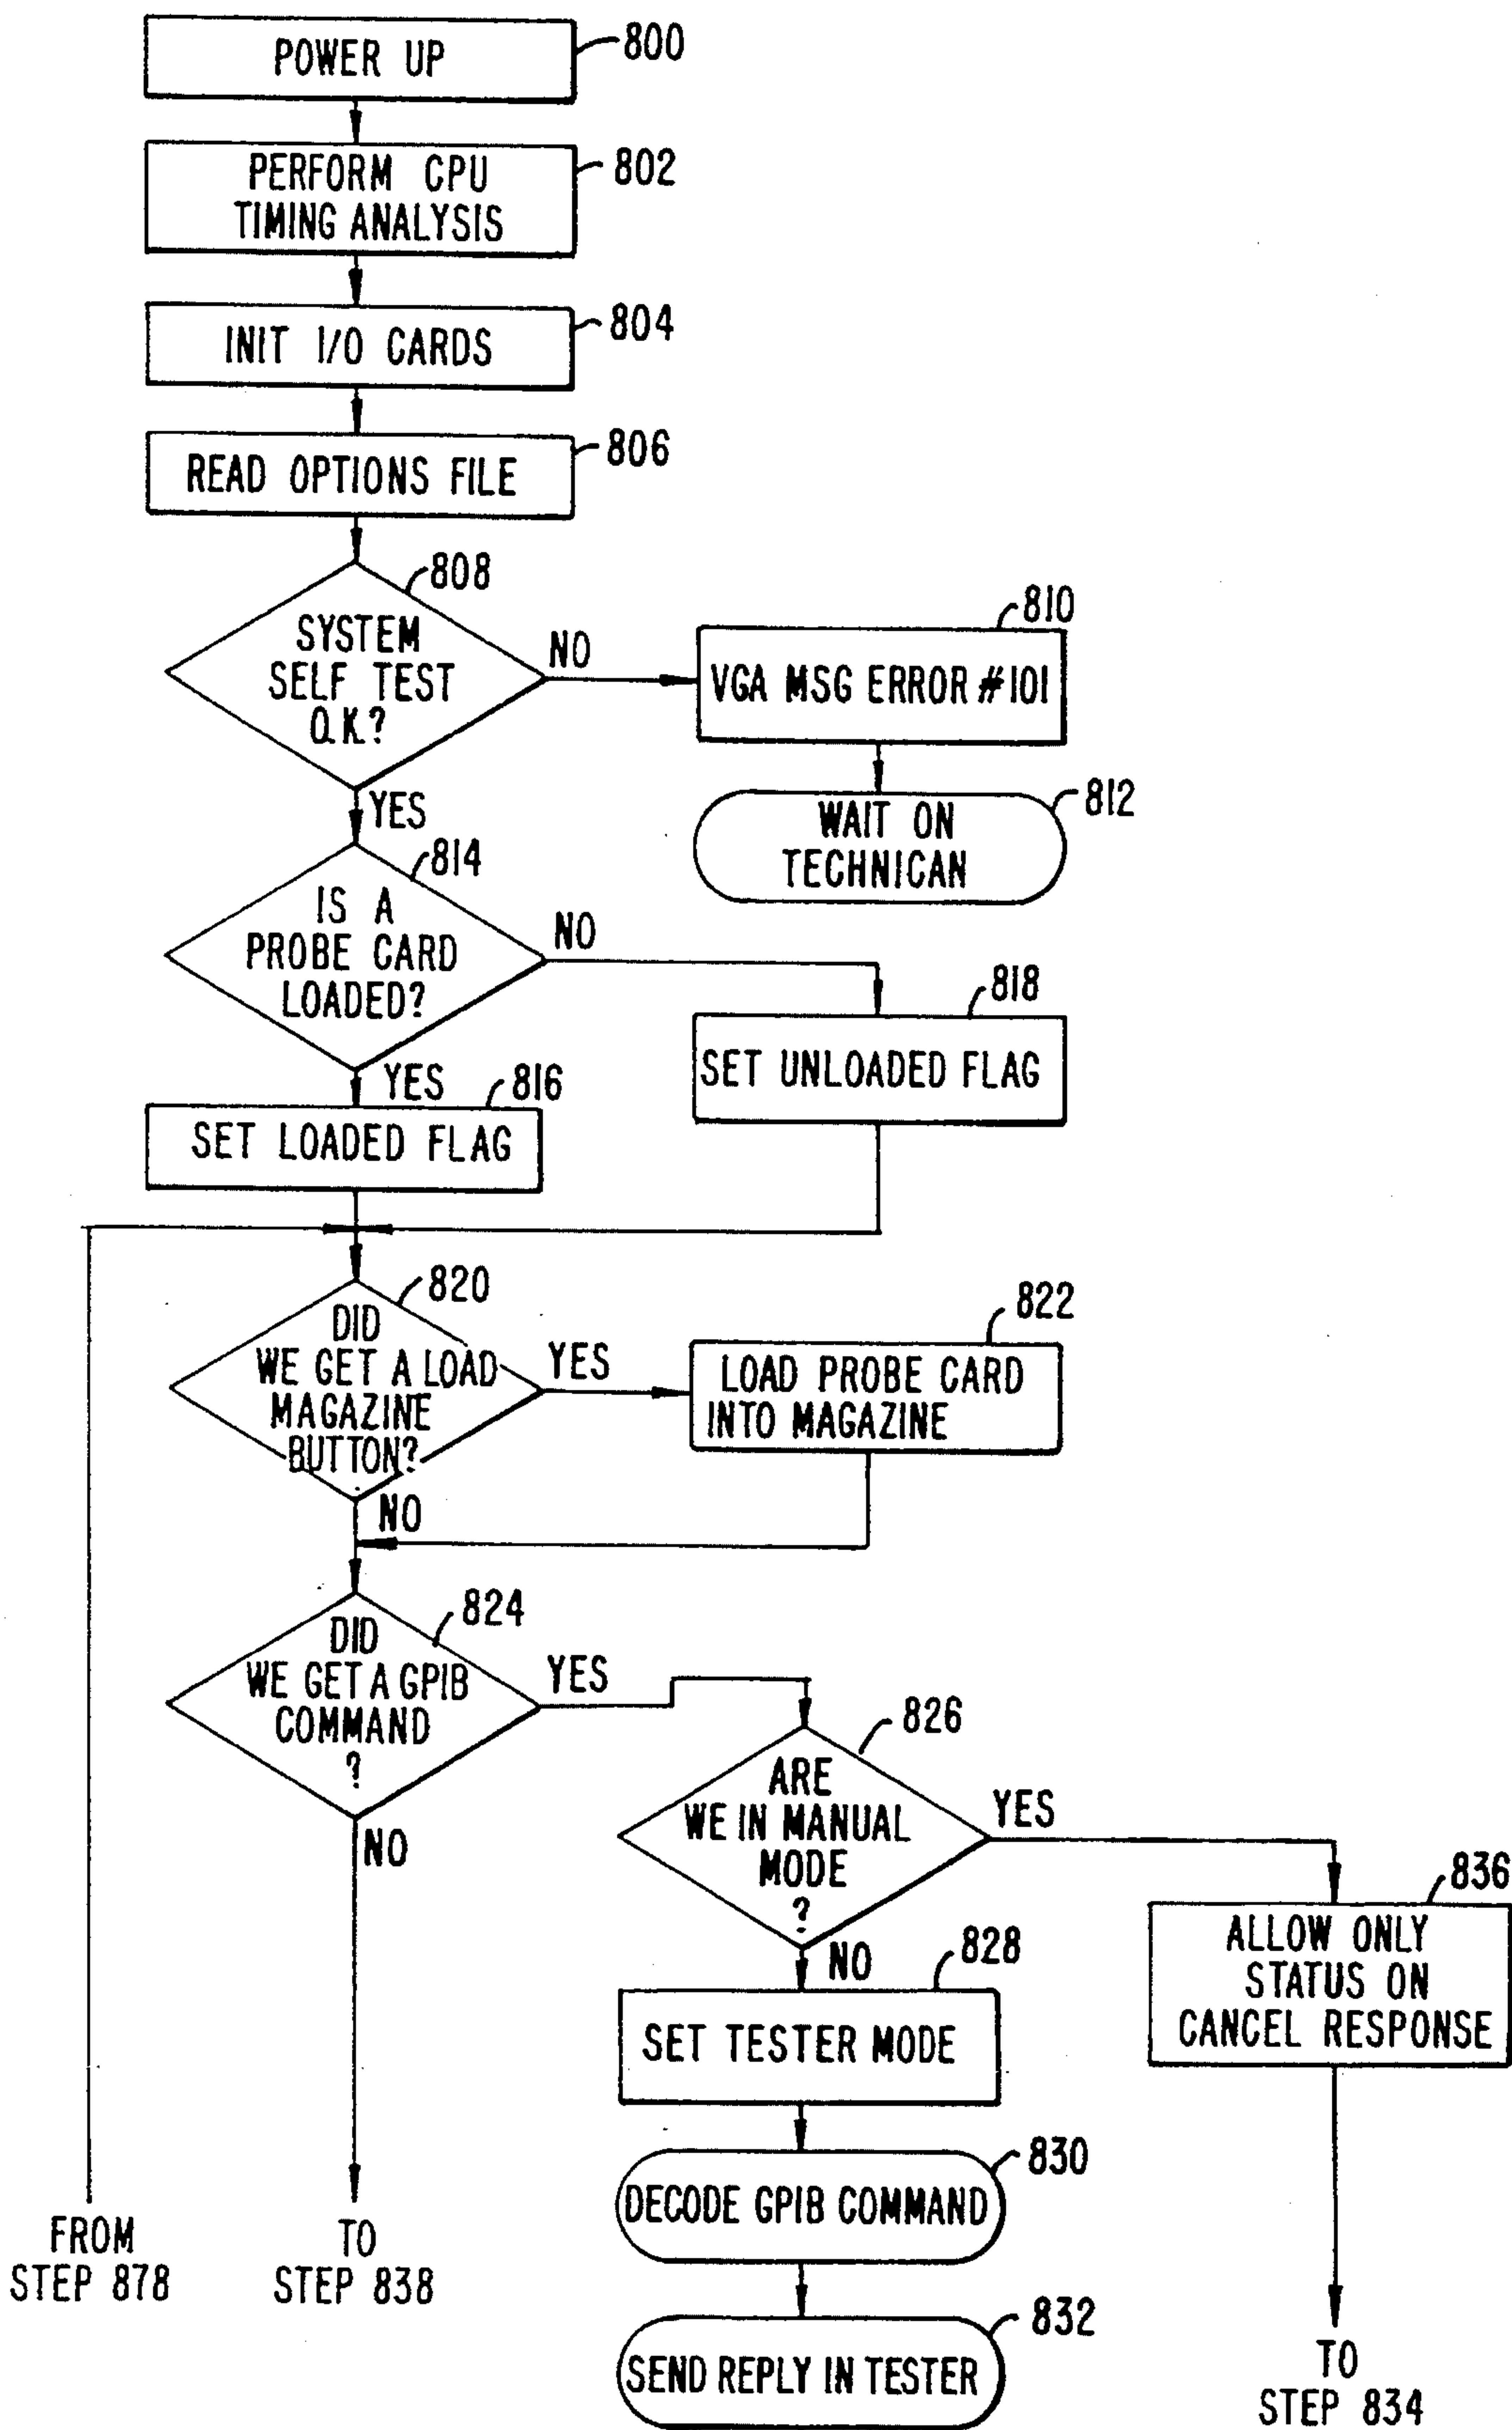 POWER UP
800
PERFORM CPU
TIMING ANALYSIS
802
INIT I/O CARDS
804
READ OPTIONS FILE
806
808
SYSTEM
SELF TEST
O.K.?
NO
810
VGA MSG ERROR #101
YES
812
WAIT ON
TECHNICAN
814
IS A
PROBE CARD
LOADED?
NO
818
SET UNLOADED FLAG
YES
816
SET LOADED FLAG
820
DID
WE GET A LOAD
MAGAZINE
BUTTON?
YES
822
LOAD PROBE CARD
INTO MAGAZINE
NO
824
DID
WE GET A GPIB
COMMAND
?
YES
NO
826
ARE
WE IN MANUAL
MODE
?
YES
NO
836
ALLOW ONLY
STATUS ON
CANCEL RESPONSE
828
SET TESTER MODE
830
DECODE GPIB COMMAND
832
SEND REPLY IN TESTER
FROM
STEP 878
TO
STEP 838
TO
STEP 834